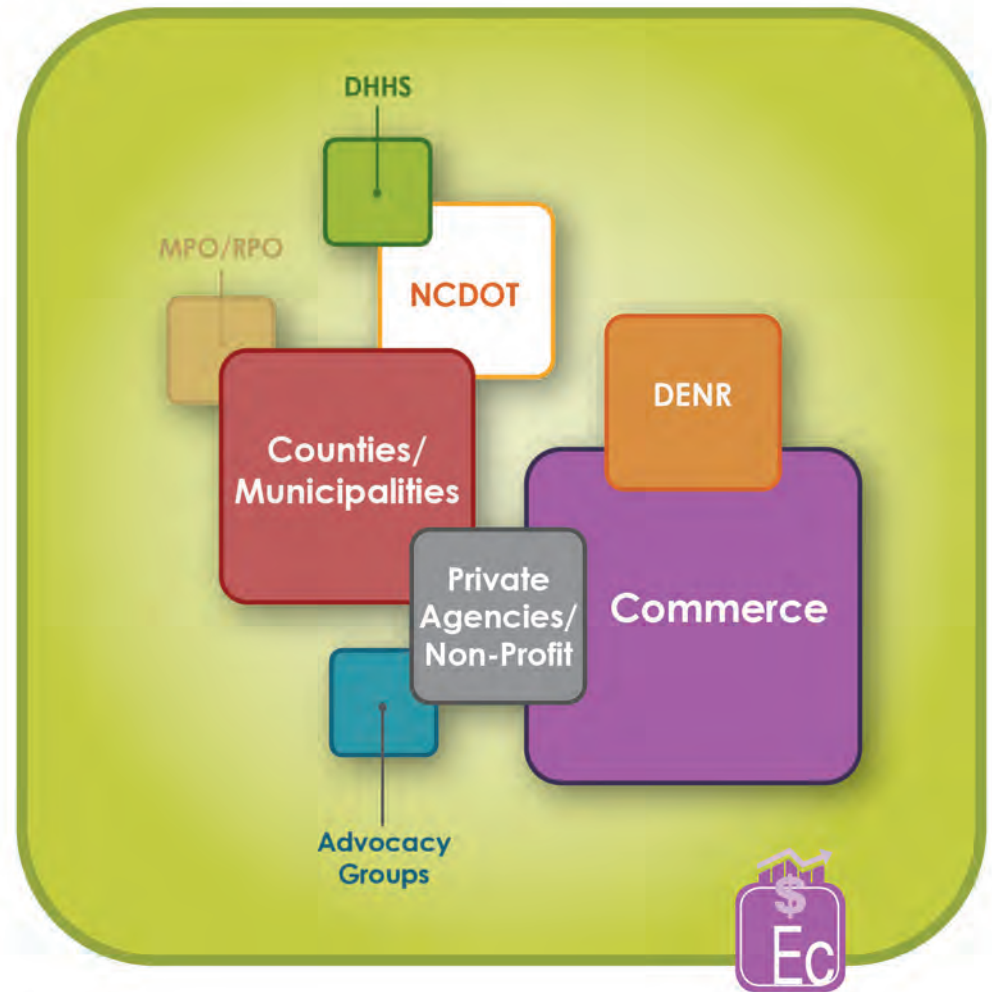 DHHS
MPO/RPO
NCDOT
DENR
Counties/
Municipalities
Private
Agencies/
Non-Profit
Commerce
Advocacy
Groups
$
Ec